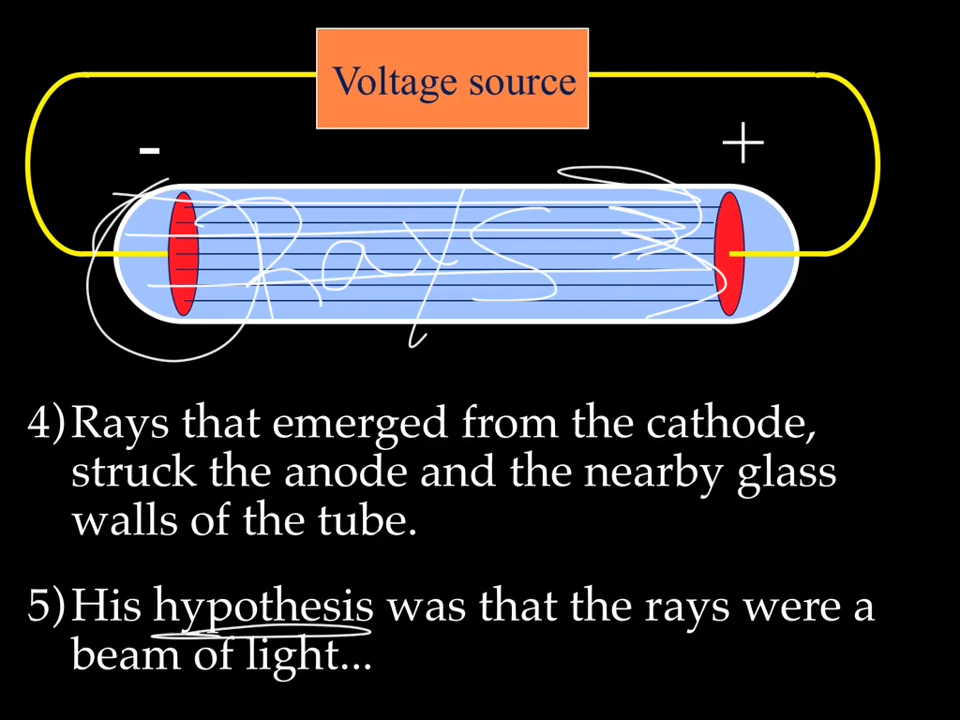 Voltage source
- +
Rays
4) Rays that emerged from the cathode,
struck the anode and the nearby glass
walls of the tube.
5) His hypothesis was that the rays were a
beam of light...